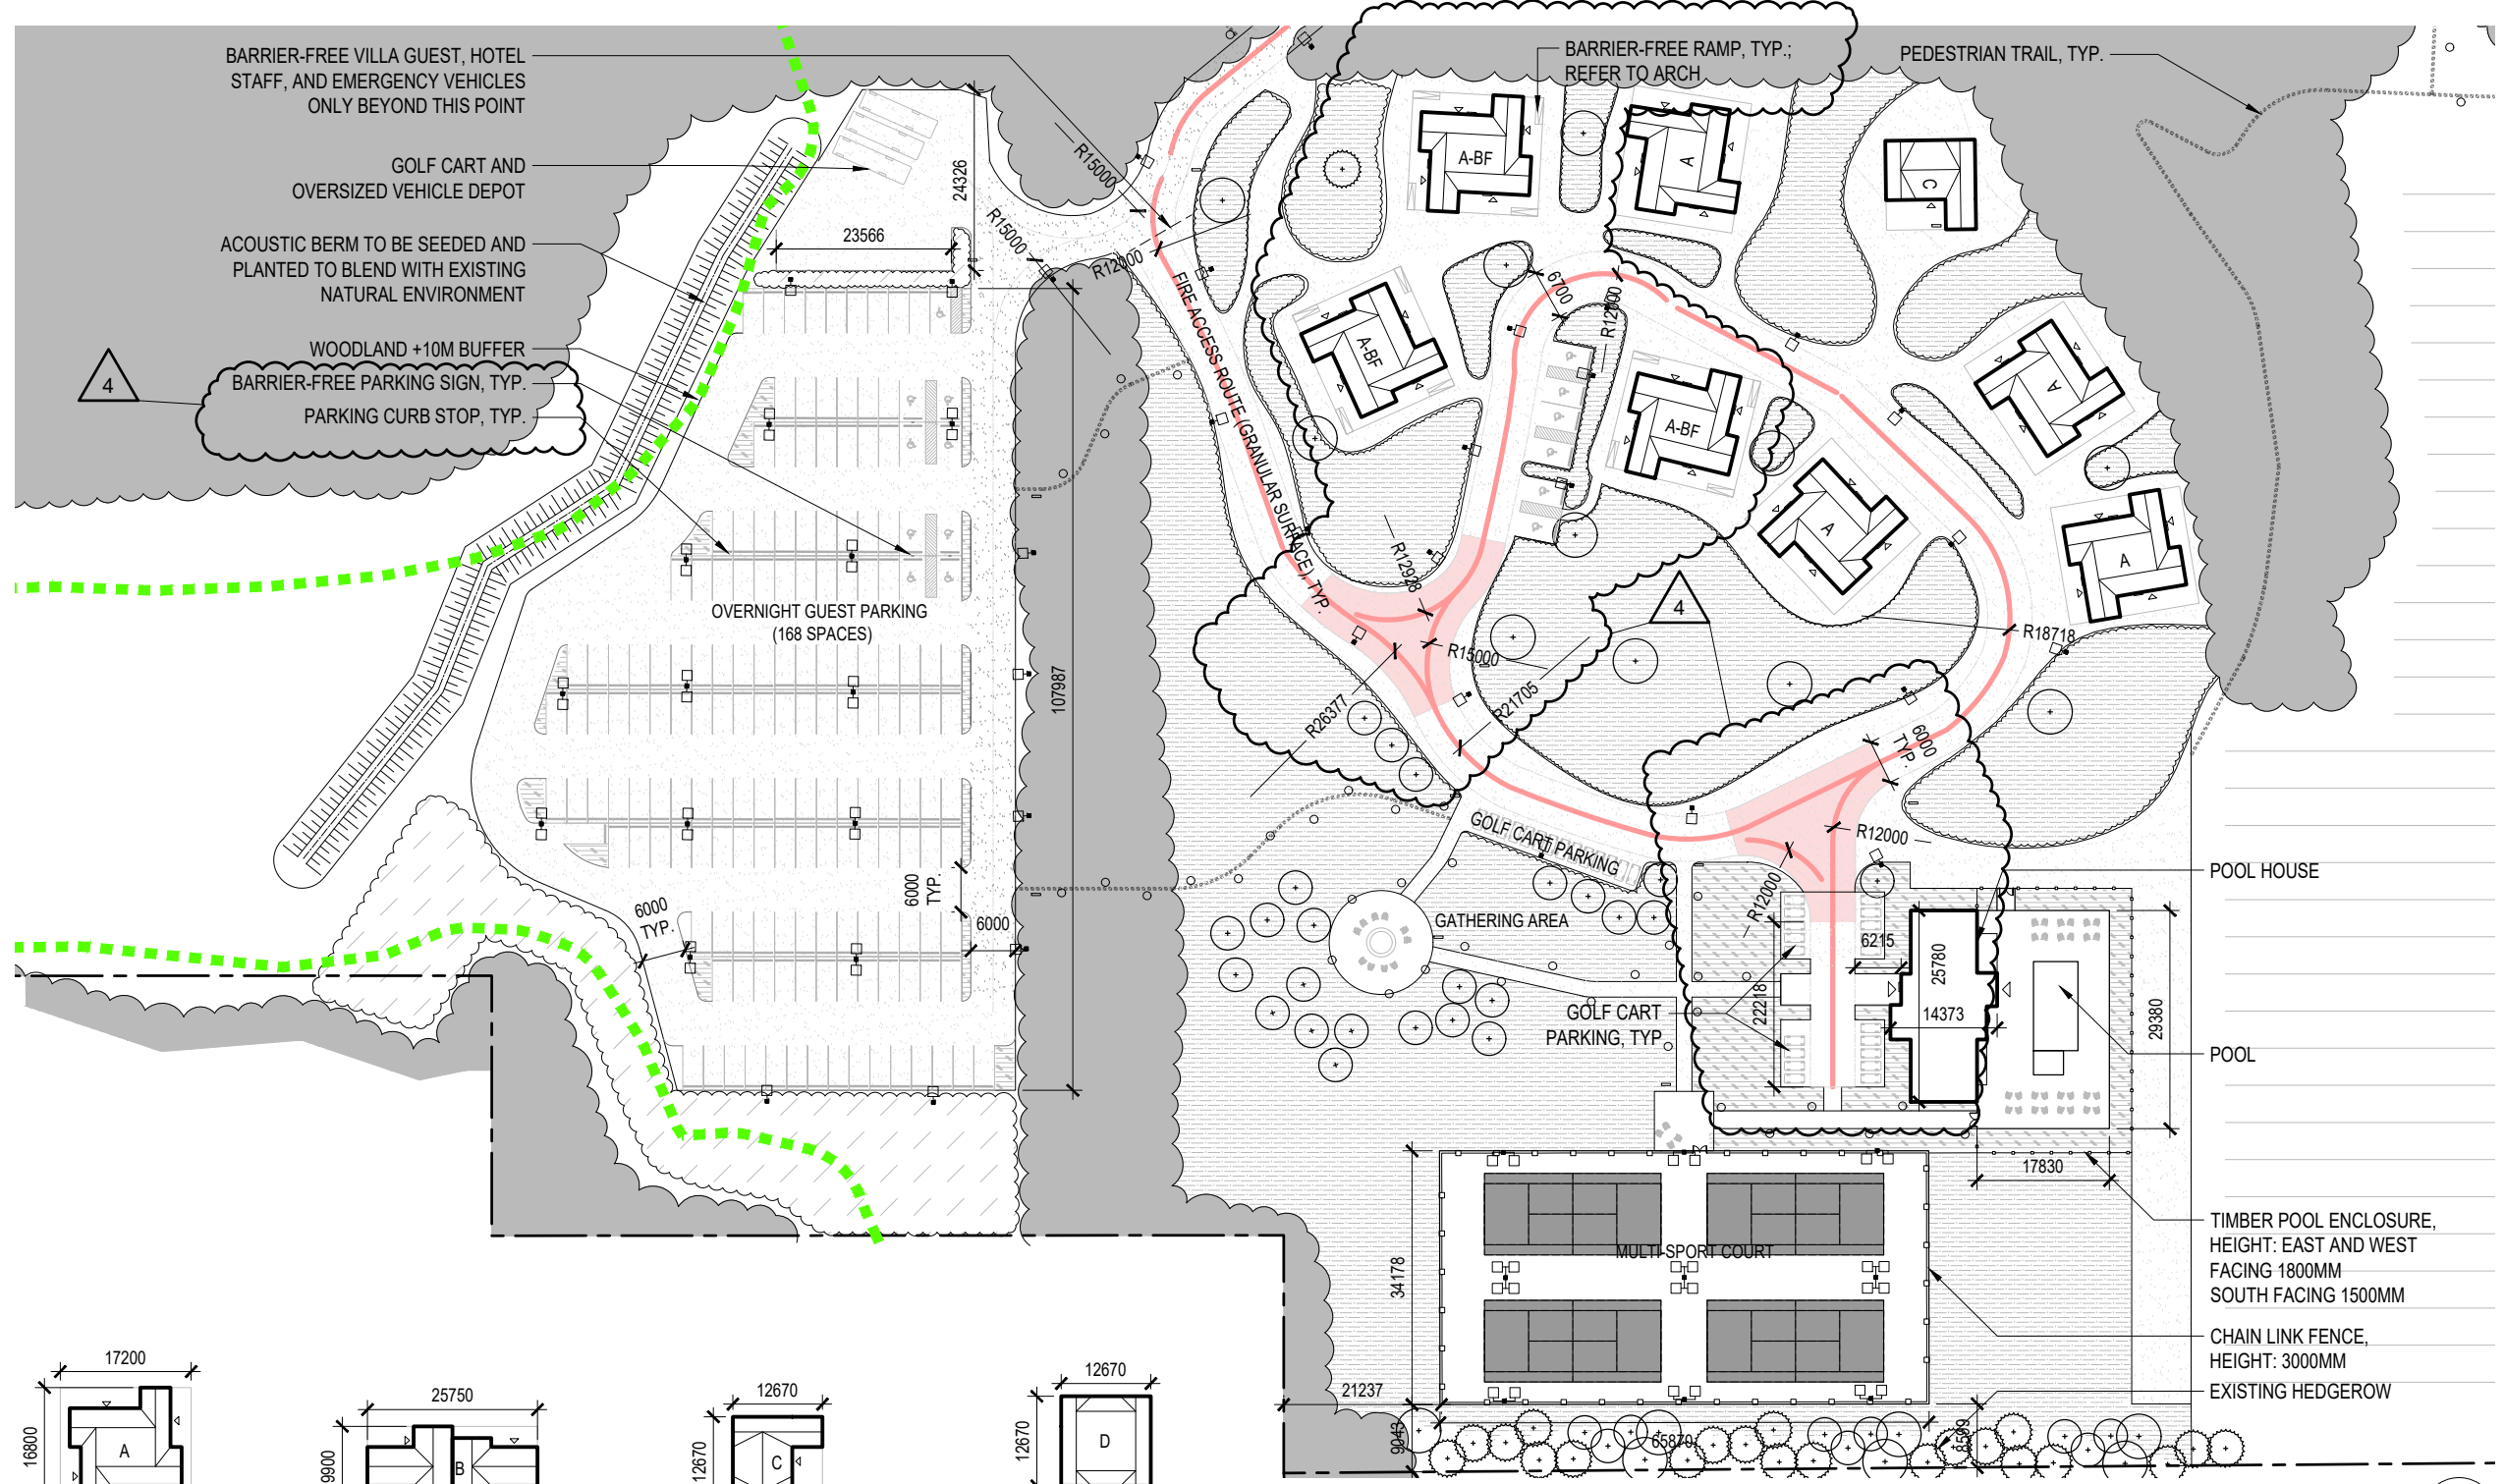 BARRIER-FREE VILLA GUEST, HOTEL
STAFF, AND EMERGENCY VEHICLES
ONLY BEYOND THIS POINT
GOLF CART AND
OVERSIZED VEHICLE DEPOT
ACOUSTIC BERM TO BE SEEDED AND
PLANTED TO BLEND WITH EXISTING
NATURAL ENVIRONMENT
WOODLAND +10M BUFFER
BARRIER-FREE PARKING SIGN, TYP.
PARKING CURB STOP, TYP.
4
BARRIER-FREE RAMP, TYP.;
REFER TO ARCH
PEDESTRIAN TRAIL, TYP.
24326
23566
R15000
R15000
R12000
FIRE ACCESS ROUTE (GRANULAR SURFACE), TYP.
A-BF
A
C
A-BF
6700
R12000
A-BF
A
A
A
R12928
4
R15000
R18718
R26377
R21705
OVERNIGHT GUEST PARKING
(168 SPACES)
107987
6000
TYP.
R12000
R12000
GOLF CART PARKING
POOL HOUSE
6000
TYP.
6000
TYP.
6000
GATHERING AREA
6215
25780
22218
14373
GOLF CART
PARKING, TYP.
29380
POOL
17830
TIMBER POOL ENCLOSURE,
HEIGHT: EAST AND WEST
FACING 1800MM
SOUTH FACING 1500MM
MULTI-SPORT COURT
34178
CHAIN LINK FENCE,
HEIGHT: 3000MM
EXISTING HEDGEROW
21237
9043
65870
8599
17200
16800
A
25750
9900
B
12670
12670
C
12670
12670
D